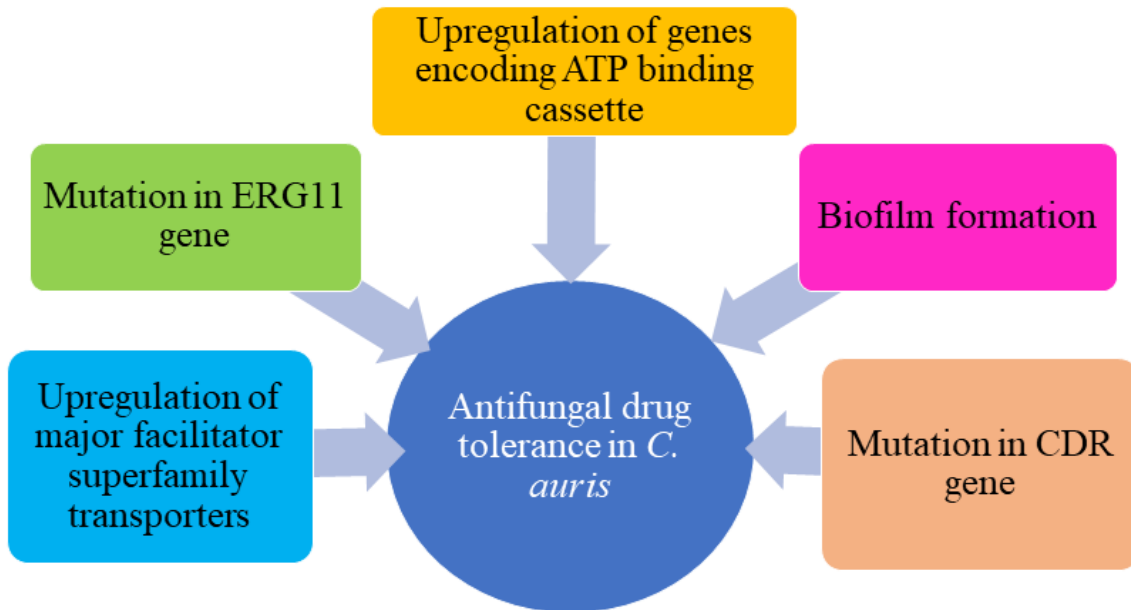 Upregulation of genes
encoding ATP binding
cassette
Mutation in ERG11
gene
Biofilm formation
Upregulation of
major facilitator
superfamily
transporters
Antifungal drug
tolerance in C.
auris
Mutation in CDR
gene